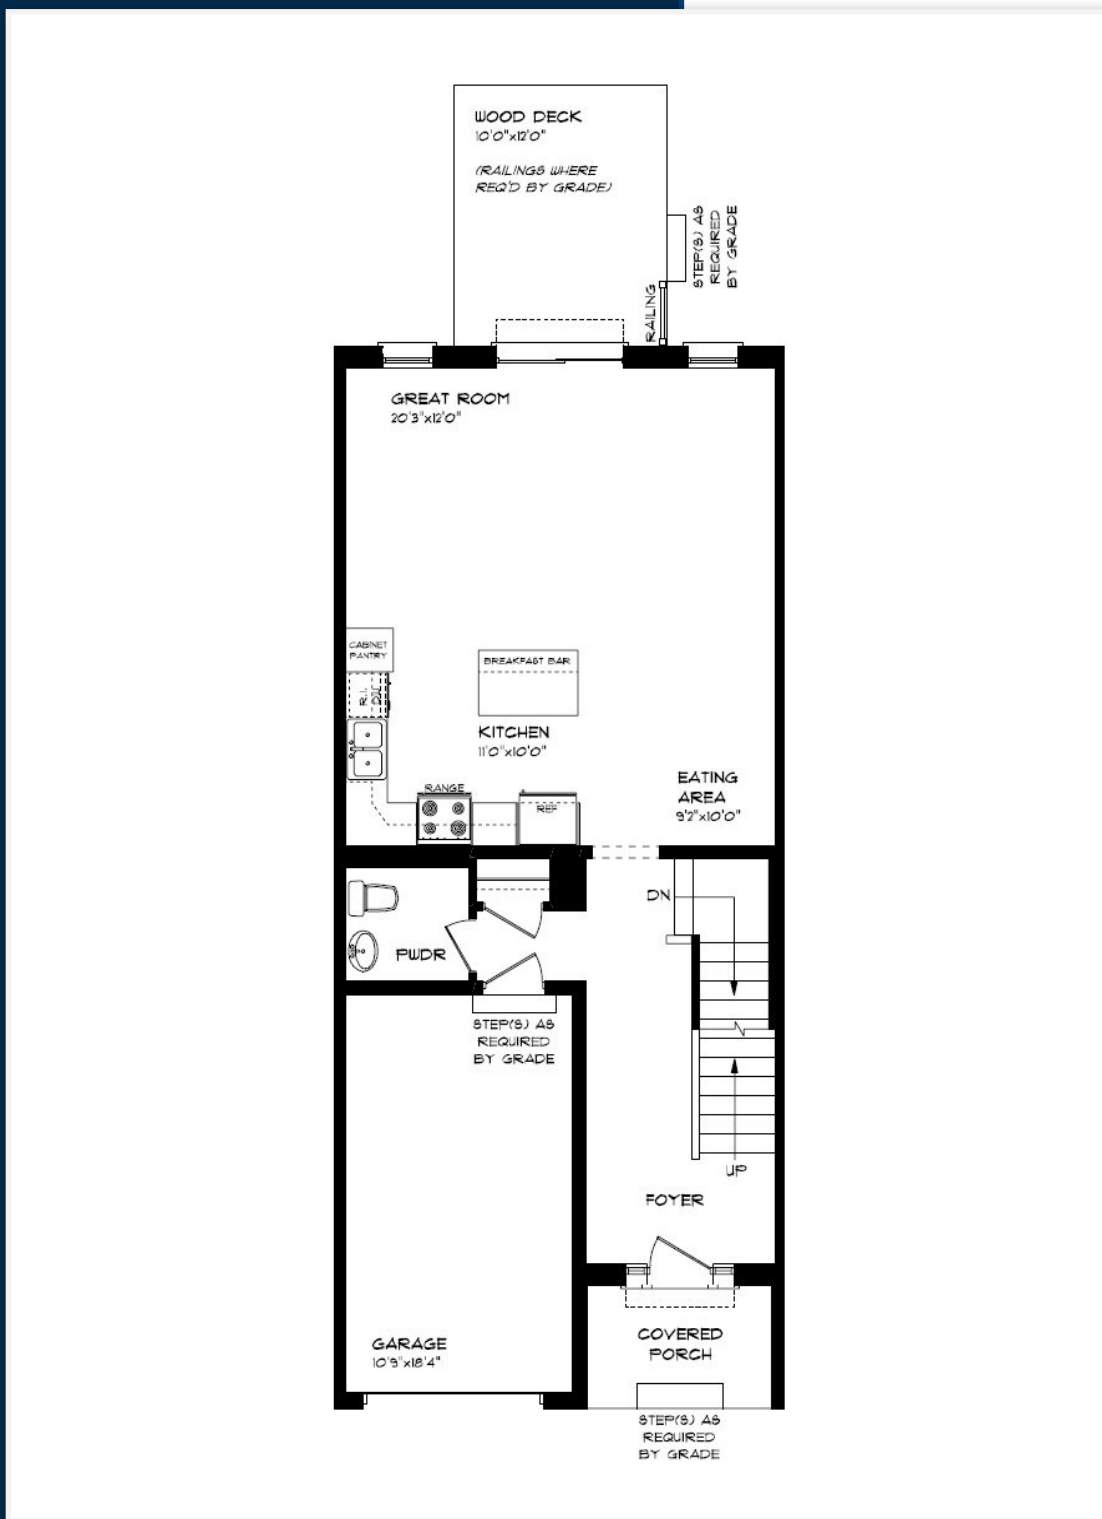 WOOD DECK
10'0"x12'0"
(RAILINGS WHERE
REQ'D BY GRADE)
STEP(S) AS
REQUIRED
BY GRADE
RAILING
GREAT ROOM
20'3"x12'0"
CABINET
PANTRY
R.I.
DW
BREAKFAST BAR
KITCHEN
11'0"x10'0"
RANGE
REF
EATING
AREA
9'2"x10'0"
DN
PWDR
STEP(S) AS
REQUIRED
BY GRADE
UP
FOYER
GARAGE
10'9"x18'4"
COVERED
PORCH
STEP(S) AS
REQUIRED
BY GRADE